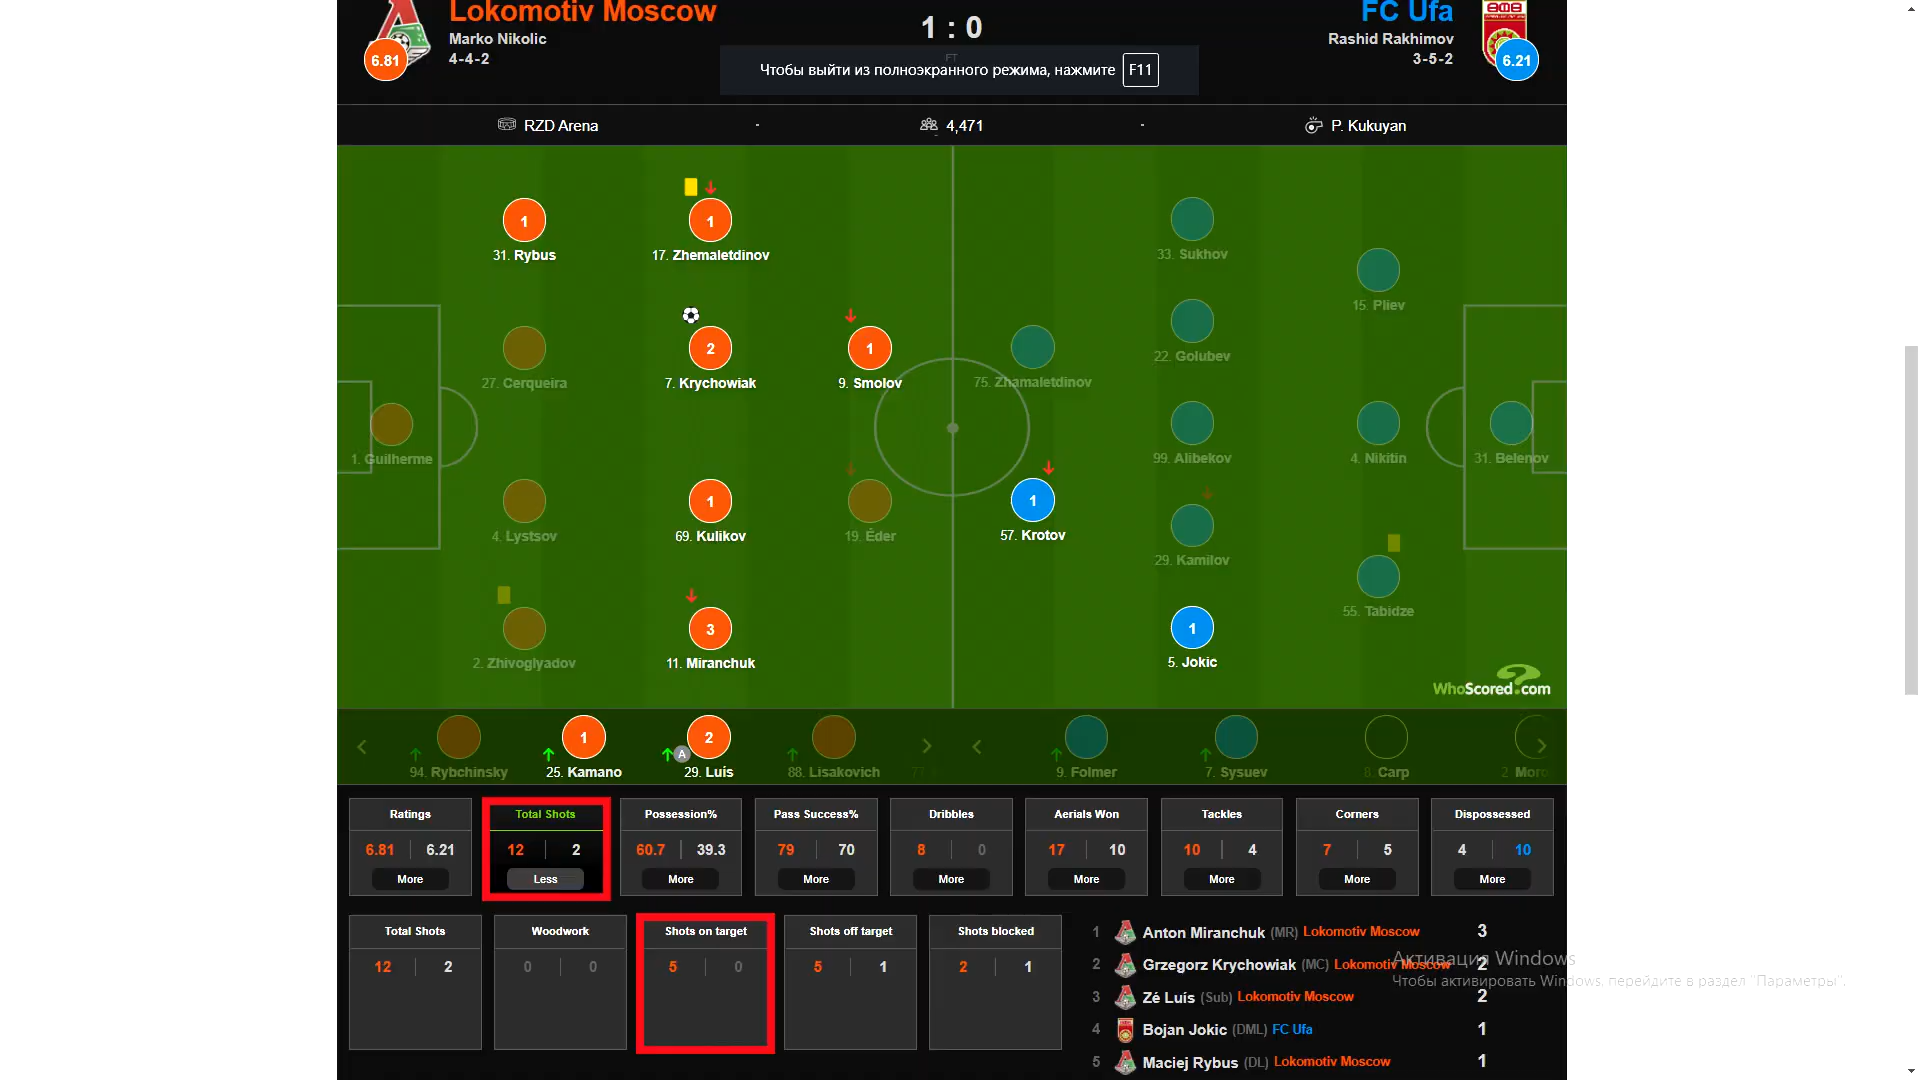 Lokomotiv Moscow
Marko Nikolic
4-4-2
6.81
1 : 0
FT
FC Ufa
Rashid Rakhimov
3-5-2
6.21
Чтобы выйти из полноэкранного режима, нажмите F11
RZD Arena - 4,471 - P. Kukuyan
1
31. Rybus
1
17. Zhemaletdinov
33. Sukhov
15. Pliev
27. Cerqueira
2
7. Krychowiak
1
9. Smolov
75. Zhamaletdinov
22. Golubev
1. Guilherme
99. Alibekov
4. Nikitin
31. Belenov
4. Lystsov
1
69. Kulikov
19. Éder
1
57. Krotov
29. Kamilov
55. Tabidze
2. Zhivoglyadov
3
11. Miranchuk
1
5. Jokic
WhoScored.com
94. Rybchinsky
1
25. Kamano
A
2
29. Luís
88. Lisakovich
9. Folmer
7. Sysuev
8. Carp
Ratings
6.81 6.21
More
Total Shots
12 2
Less
Possession%
60.7 39.3
More
Pass Success%
79 70
More
Dribbles
8 0
More
Aerials Won
17 10
More
Tackles
10 4
More
Corners
7 5
More
Dispossessed
4 10
More
Total Shots
12 2
Woodwork
0 0
Shots on target
5 0
Shots off target
5 1
Shots blocked
2 1
1 Anton Miranchuk (MR) Lokomotiv Moscow 3
2 Grzegorz Krychowiak (MC) Lokomotiv Moscow 2
3 Zé Luís (Sub) Lokomotiv Moscow 2
4 Bojan Jokic (DML) FC Ufa 1
5 Maciej Rybus (DL) Lokomotiv Moscow 1
Активация Windows
Чтобы активировать Windows, перейдите в раздел "Параметры".